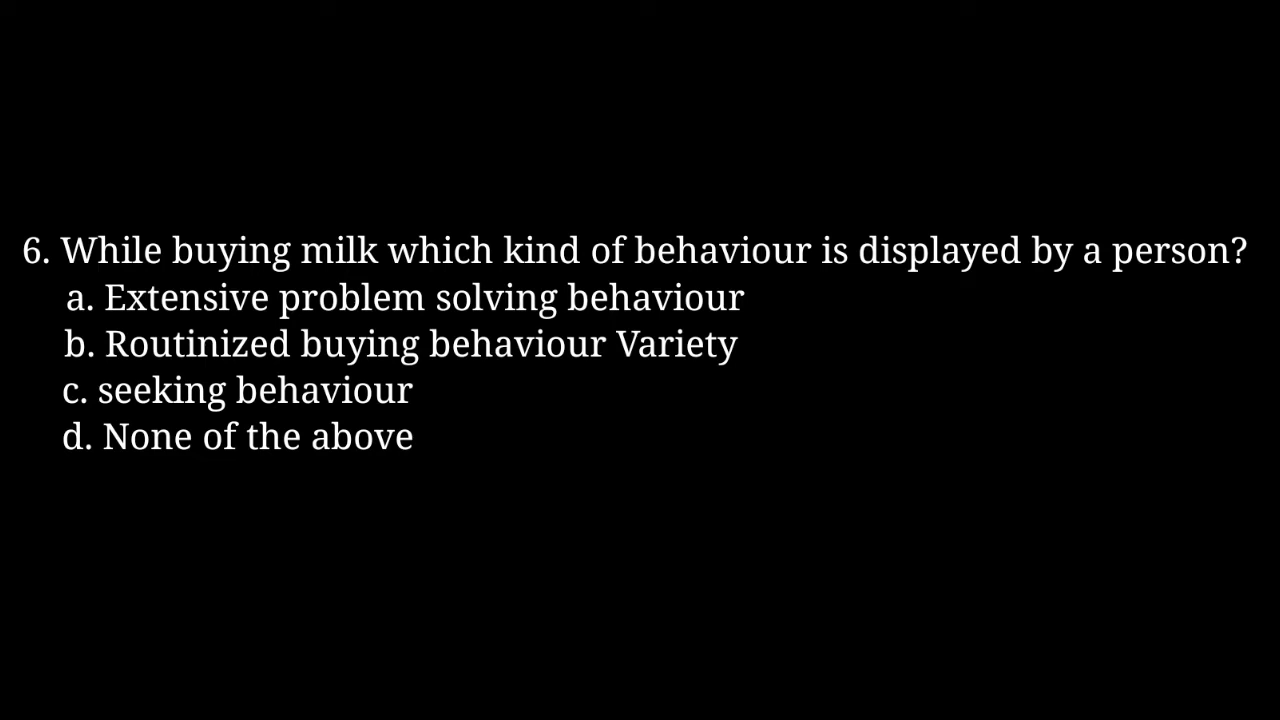 6. While buying milk which kind of behaviour is displayed by a person?
a. Extensive problem solving behaviour
b. Routinized buying behaviour Variety
c. seeking behaviour
d. None of the above